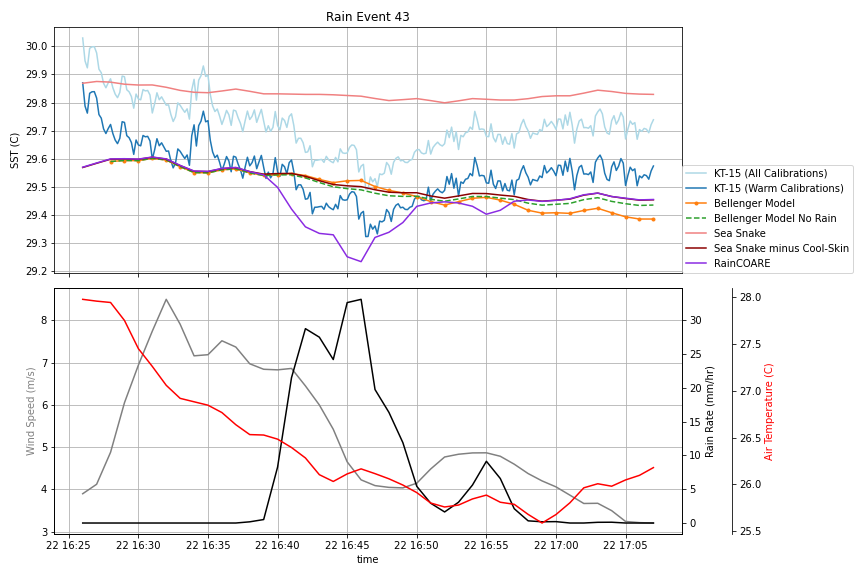 Rain Event 43
30.0
29.9
29.8
29.7
29.6
29.5
29.4
29.3
29.2
SST (C)
KT-15 (All Calibrations)
KT-15 (Warm Calibrations)
Bellenger Model
Bellenger Model No Rain
Sea Snake
Sea Snake minus Cool-Skin
RainCOARE
8
7
6
5
4
3
Wind Speed (m/s)
30
25
20
15
10
5
0
Rain Rate (mm/hr)
28.0
27.5
27.0
26.5
26.0
25.5
Air Temperature (C)
22 16:25 22 16:30 22 16:35 22 16:40 22 16:45 22 16:50 22 16:55 22 17:00 22 17:05
time